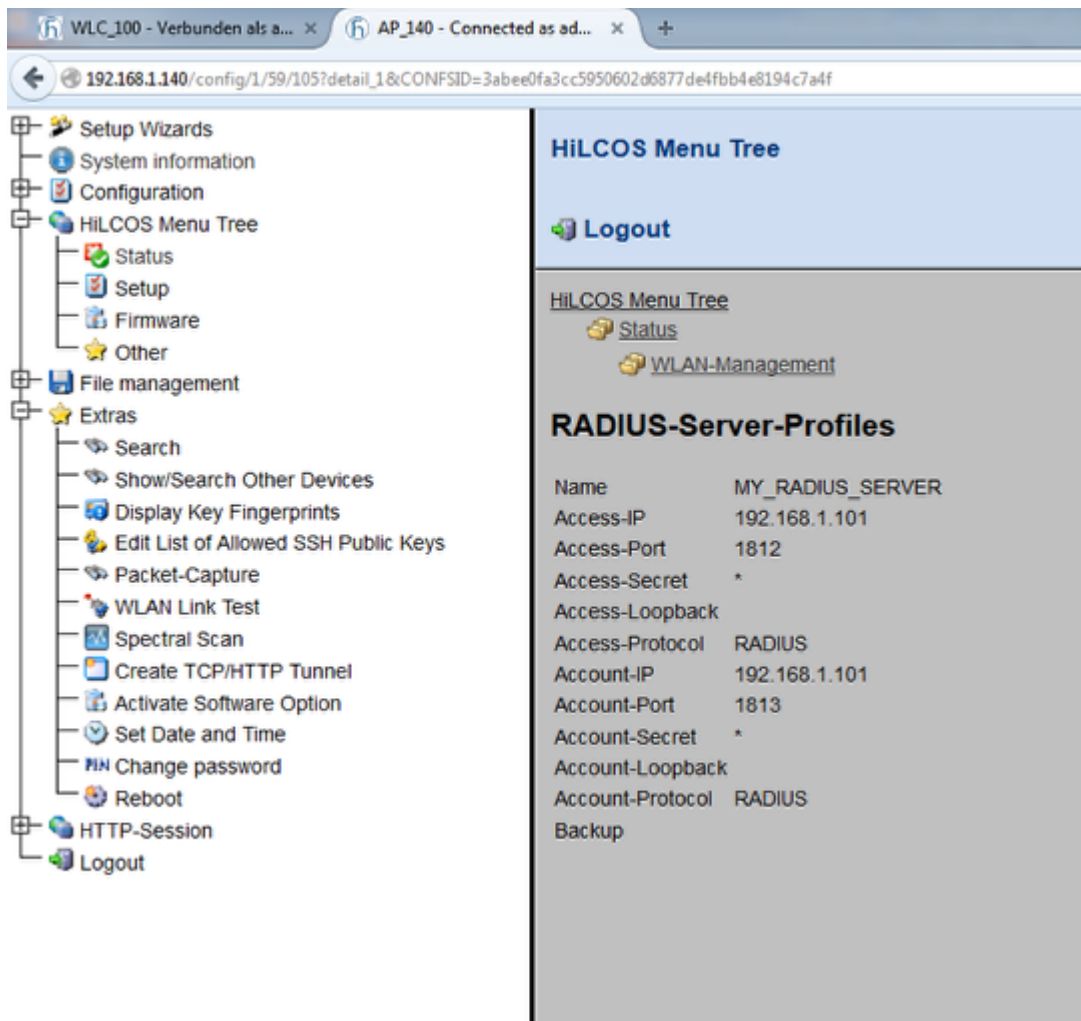 WLC_100 - Verbunden als a... ×
AP_140 - Connected as ad... ×
192.168.1.140/config/1/59/105?detail_1&CONFSID=3abee0fa3cc5950602d6877de4fbb4e8194c7a4f
Setup Wizards
System information
Configuration
HiLCOS Menu Tree
Status
Setup
Firmware
Other
File management
Extras
Search
Show/Search Other Devices
Display Key Fingerprints
Edit List of Allowed SSH Public Keys
Packet-Capture
WLAN Link Test
Spectral Scan
Create TCP/HTTP Tunnel
Activate Software Option
Set Date and Time
PIN Change password
Reboot
HTTP-Session
Logout
HiLCOS Menu Tree
Logout
HiLCOS Menu Tree
Status
WLAN-Management
RADIUS-Server-Profiles
Name MY_RADIUS_SERVER
Access-IP 192.168.1.101
Access-Port 1812
Access-Secret *
Access-Loopback
Access-Protocol RADIUS
Account-IP 192.168.1.101
Account-Port 1813
Account-Secret *
Account-Loopback
Account-Protocol RADIUS
Backup